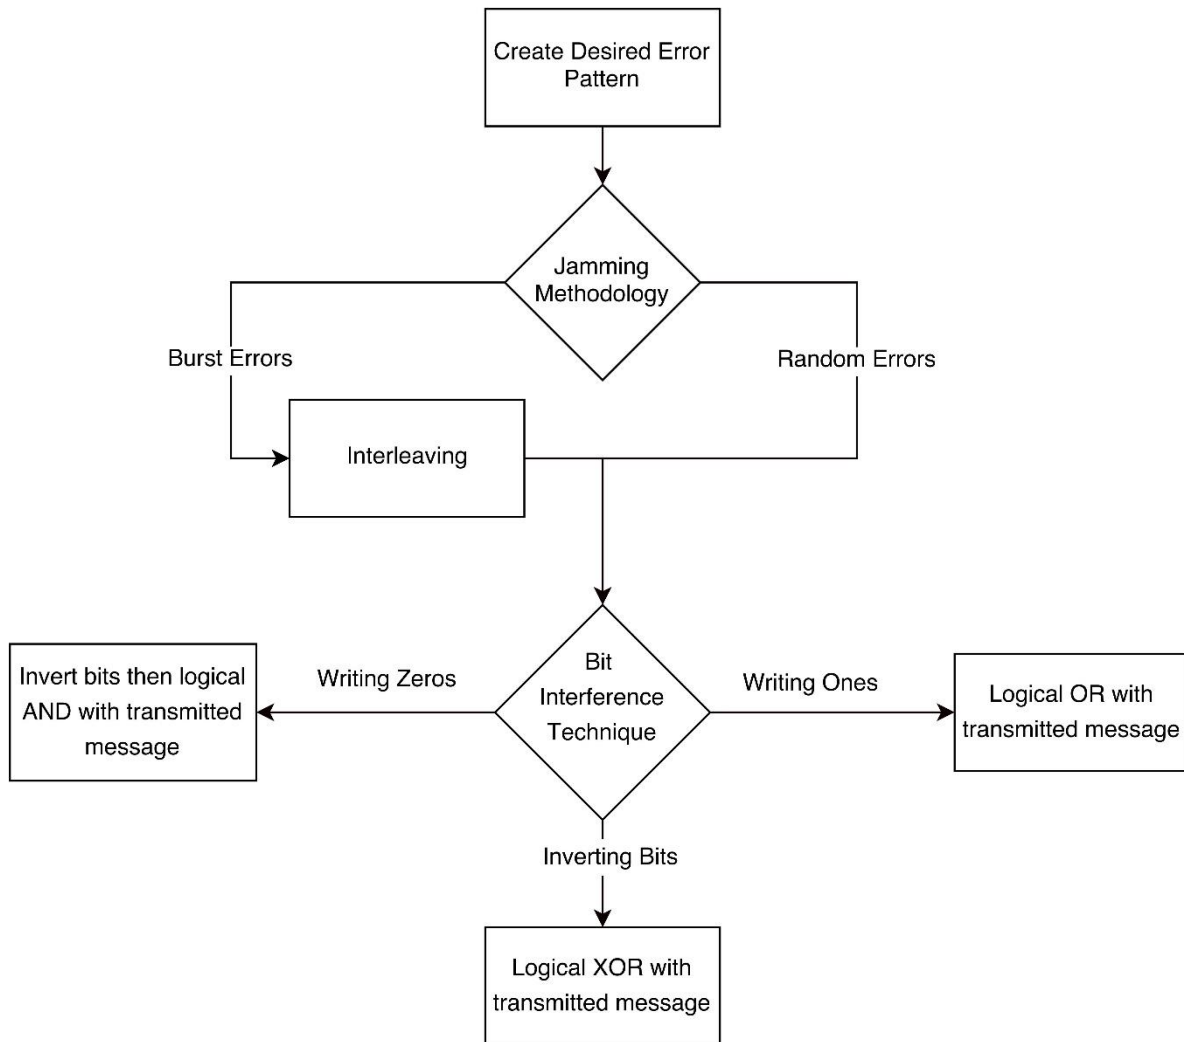 Create Desired Error
Pattern
Jamming
Methodology
Burst Errors
Random Errors
Interleaving
Bit
Interference
Technique
Writing Zeros
Writing Ones
Invert bits then logical
AND with transmitted
message
Logical OR with
transmitted message
Inverting Bits
Logical XOR with
transmitted message